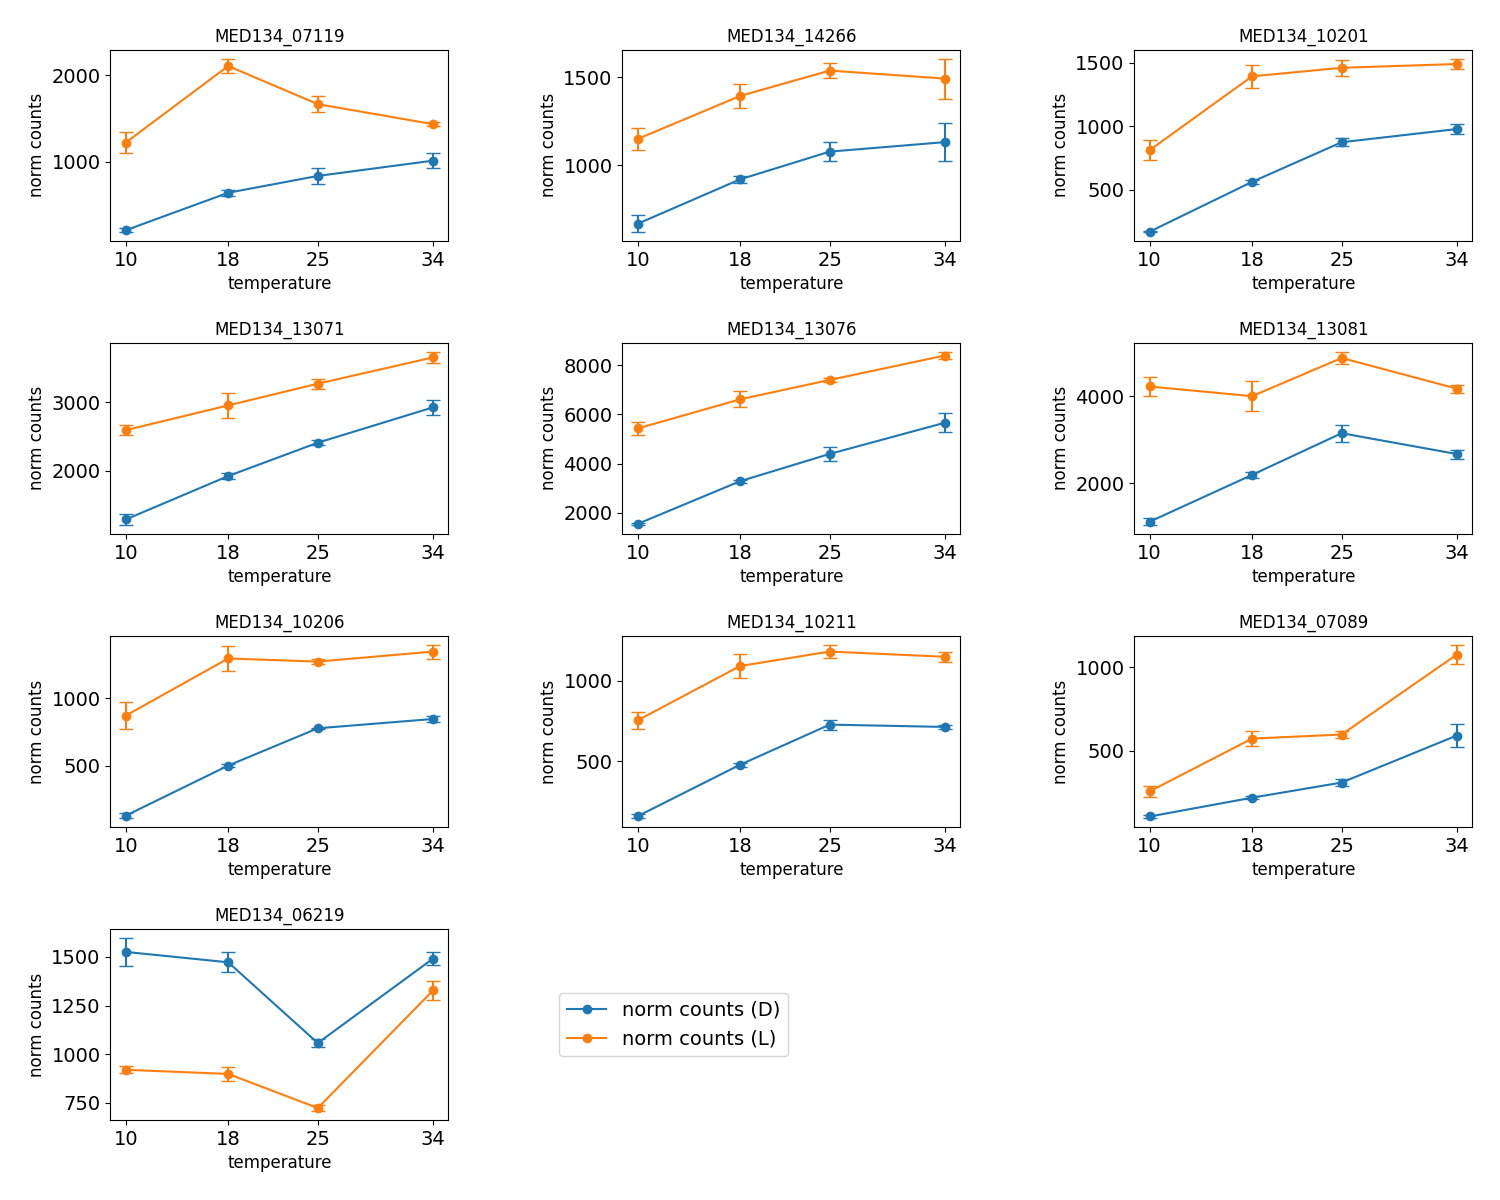 MED134_07119
norm counts
2000
1000
10 18 25 34
temperature
MED134_14266
norm counts
1500
1000
10 18 25 34
temperature
MED134_10201
norm counts
1500
1000
500
10 18 25 34
temperature
MED134_13071
norm counts
3000
2000
10 18 25 34
temperature
MED134_13076
norm counts
8000
6000
4000
2000
10 18 25 34
temperature
MED134_13081
norm counts
4000
2000
10 18 25 34
temperature
MED134_10206
norm counts
1000
500
10 18 25 34
temperature
MED134_10211
norm counts
1000
500
10 18 25 34
temperature
MED134_07089
norm counts
1000
500
10 18 25 34
temperature
MED134_06219
norm counts
1500
1250
1000
750
10 18 25 34
temperature
norm counts (D)
norm counts (L)